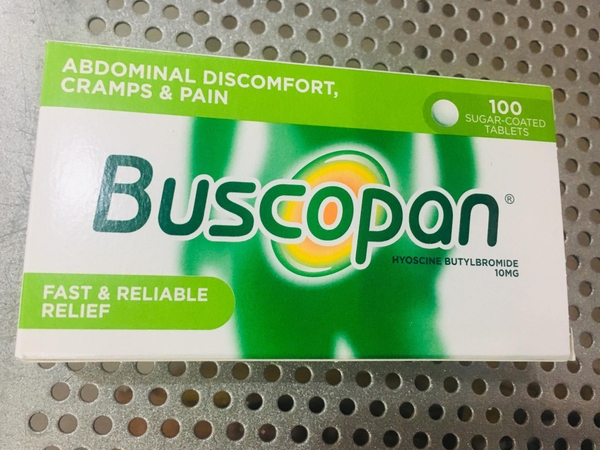 ABDOMINAL DISCOMFORT,
CRAMPS & PAIN
100
SUGAR-COATED
TABLETS
Buscopan®
HYOSCINE BUTYLBROMIDE
10MG
FAST & RELIABLE
RELIEF